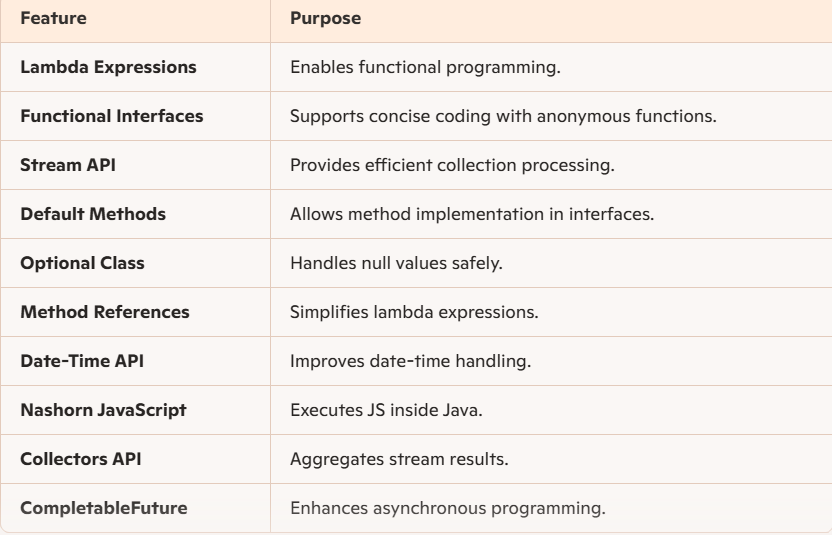 Feature Purpose
Lambda Expressions Enables functional programming.
Functional Interfaces Supports concise coding with anonymous functions.
Stream API Provides efficient collection processing.
Default Methods Allows method implementation in interfaces.
Optional Class Handles null values safely.
Method References Simplifies lambda expressions.
Date-Time API Improves date-time handling.
Nashorn JavaScript Executes JS inside Java.
Collectors API Aggregates stream results.
CompletableFuture Enhances asynchronous programming.